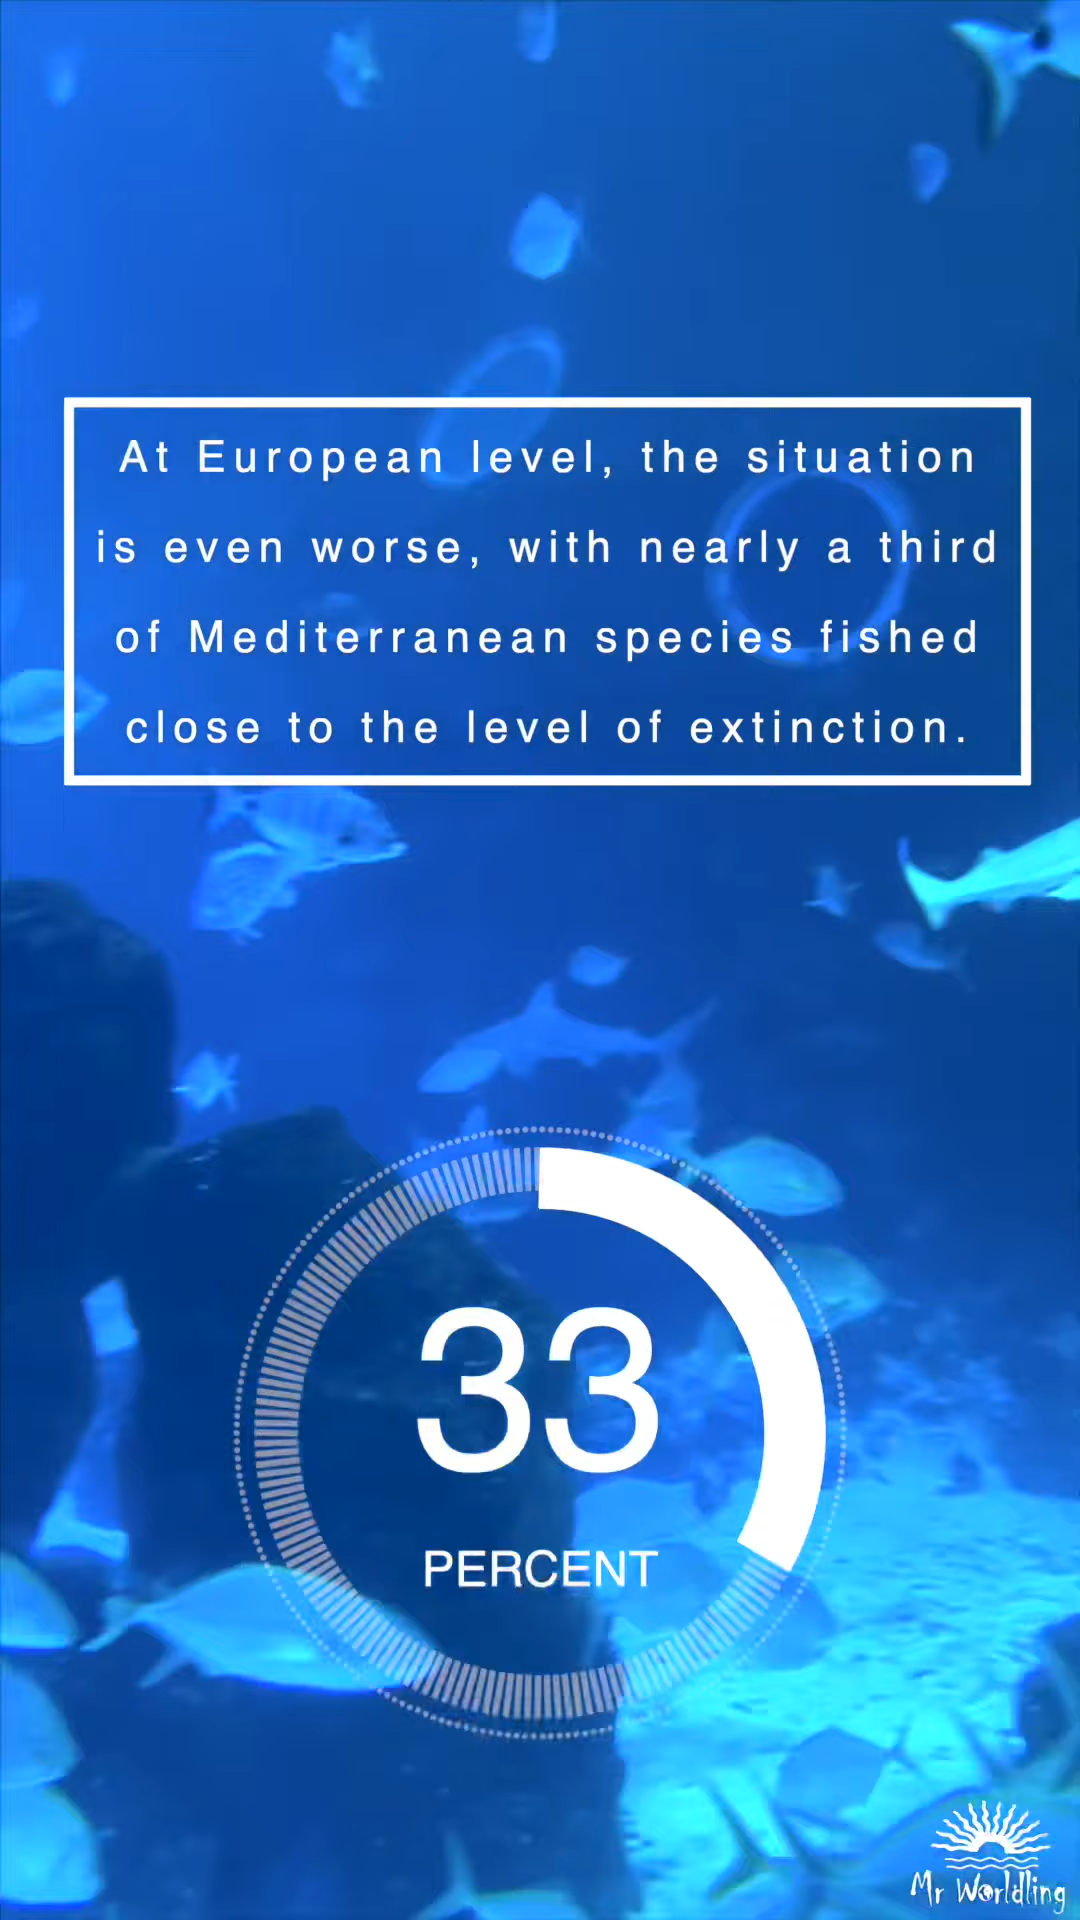 At European level, the situation
is even worse, with nearly a third
of Mediterranean species fished
close to the level of extinction.
33
PERCENT
Mr Worldling